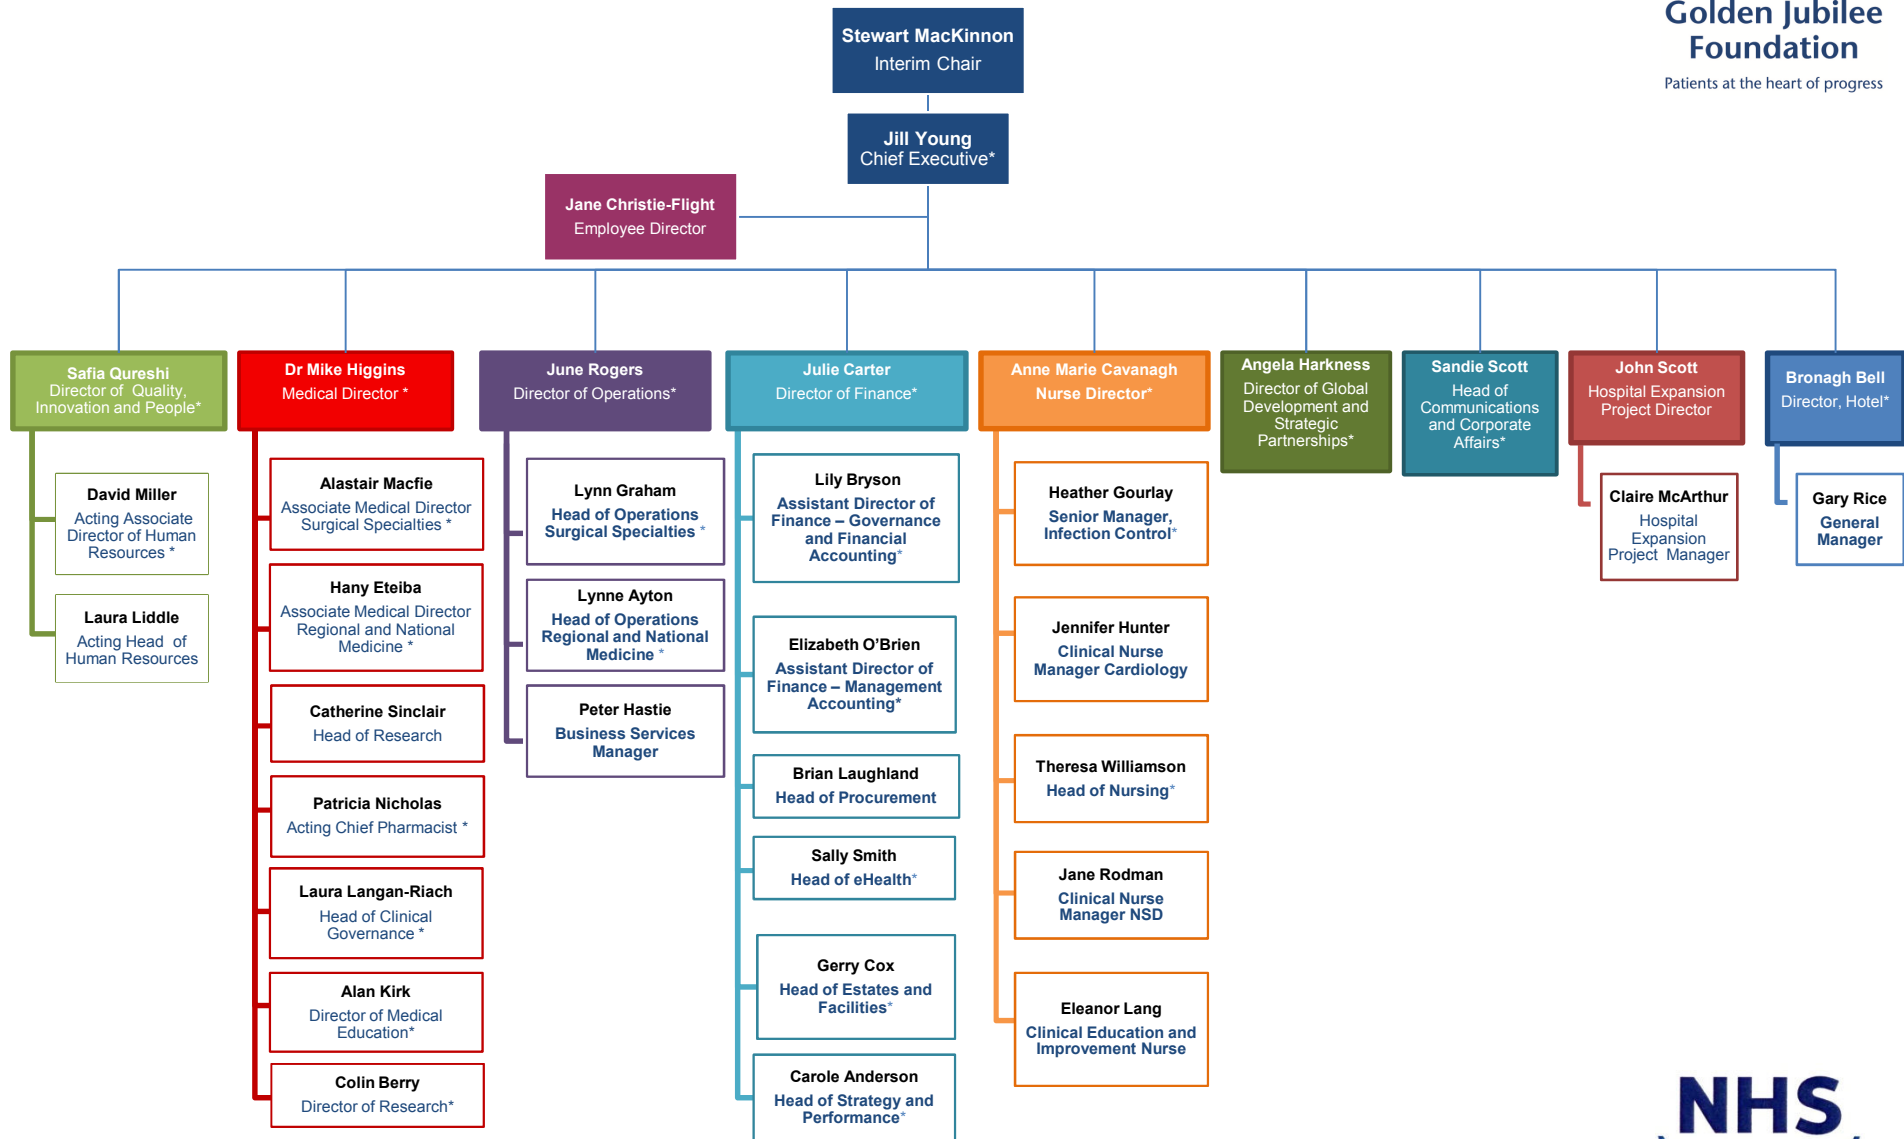 Golden Jubilee
Foundation
Patients at the heart of progress
Stewart MacKinnon
Interim Chair
Jill Young
Chief Executive*
Jane Christie-Flight
Employee Director
Safia Qureshi
Director of Quality,
Innovation and People*
David Miller
Acting Associate
Director of Human
Resources *
Laura Liddle
Acting Head of
Human Resources
Dr Mike Higgins
Medical Director *
Alastair Macfie
Associate Medical Director
Surgical Specialties *
Hany Eteiba
Associate Medical Director
Regional and National
Medicine *
Catherine Sinclair
Head of Research
Patricia Nicholas
Acting Chief Pharmacist *
Laura Langan-Riach
Head of Clinical
Governance *
Alan Kirk
Director of Medical
Education*
Colin Berry
Director of Research*
June Rogers
Director of Operations*
Lynn Graham
Head of Operations
Surgical Specialties *
Lynne Ayton
Head of Operations
Regional and National
Medicine *
Peter Hastie
Business Services
Manager
Julie Carter
Director of Finance*
Lily Bryson
Assistant Director of
Finance – Governance
and Financial
Accounting*
Elizabeth O’Brien
Assistant Director of
Finance – Management
Accounting*
Brian Laughland
Head of Procurement
Sally Smith
Head of eHealth*
Gerry Cox
Head of Estates and
Facilities*
Carole Anderson
Head of Strategy and
Performance*
Anne Marie Cavanagh
Nurse Director*
Heather Gourlay
Senior Manager,
Infection Control*
Jennifer Hunter
Clinical Nurse
Manager Cardiology
Theresa Williamson
Head of Nursing*
Jane Rodman
Clinical Nurse
Manager NSD
Eleanor Lang
Clinical Education and
Improvement Nurse
Angela Harkness
Director of Global
Development and
Strategic
Partnerships*
Sandie Scott
Head of
Communications
and Corporate
Affairs*
John Scott
Hospital Expansion
Project Director
Claire McArthur
Hospital
Expansion
Project Manager
Bronagh Bell
Director, Hotel*
Gary Rice
General
Manager
NHS